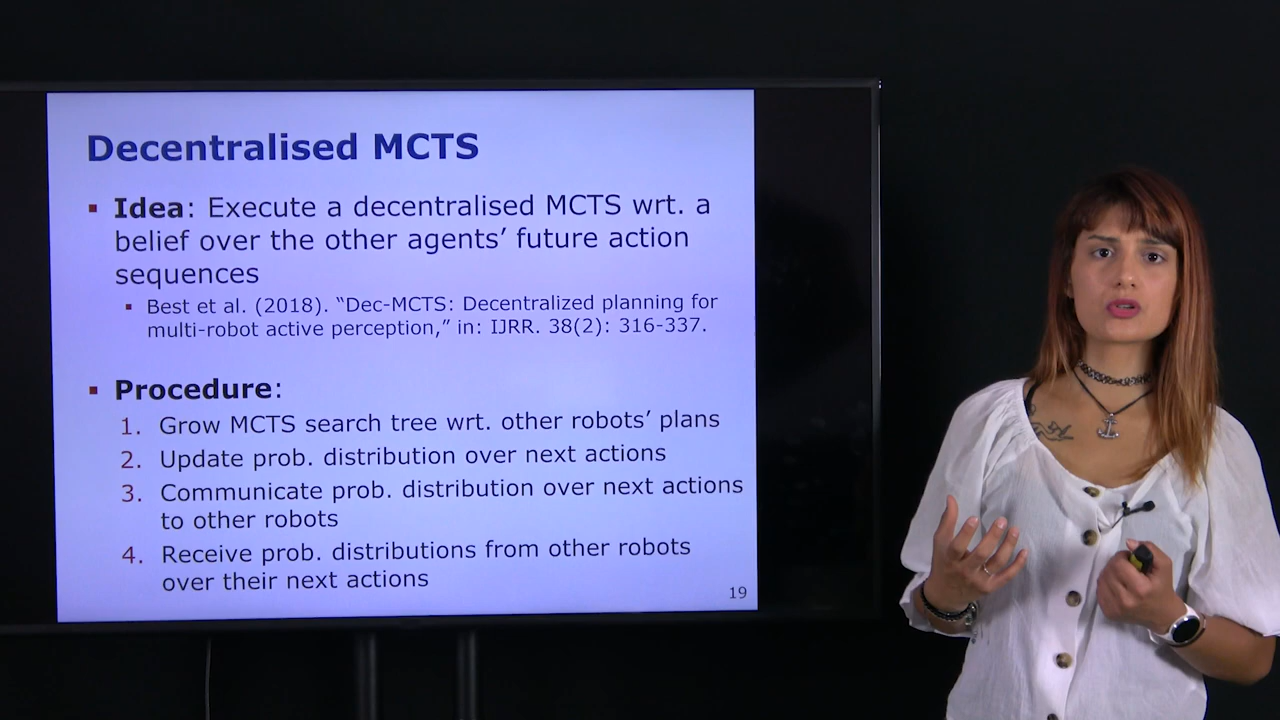 Decentralised MCTS
▪ Idea: Execute a decentralised MCTS wrt. a
belief over the other agents’ future action
sequences
▪ Best et al. (2018). “Dec-MCTS: Decentralized planning for
multi-robot active perception,” in: IJRR. 38(2): 316-337.
▪ Procedure:
1. Grow MCTS search tree wrt. other robots’ plans
2. Update prob. distribution over next actions
3. Communicate prob. distribution over next actions
to other robots
4. Receive prob. distributions from other robots
over their next actions
19